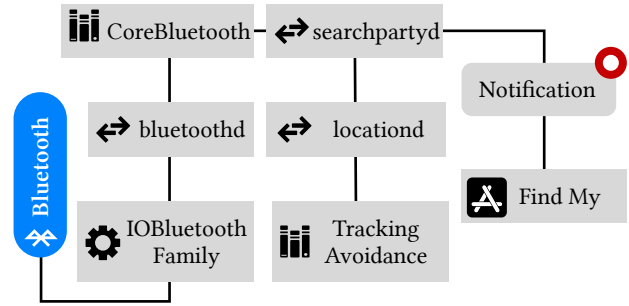 CoreBluetooth
searchpartyd
Notification
Bluetooth
bluetoothd
locationd
Find My
IOBluetooth
Family
Tracking
Avoidance